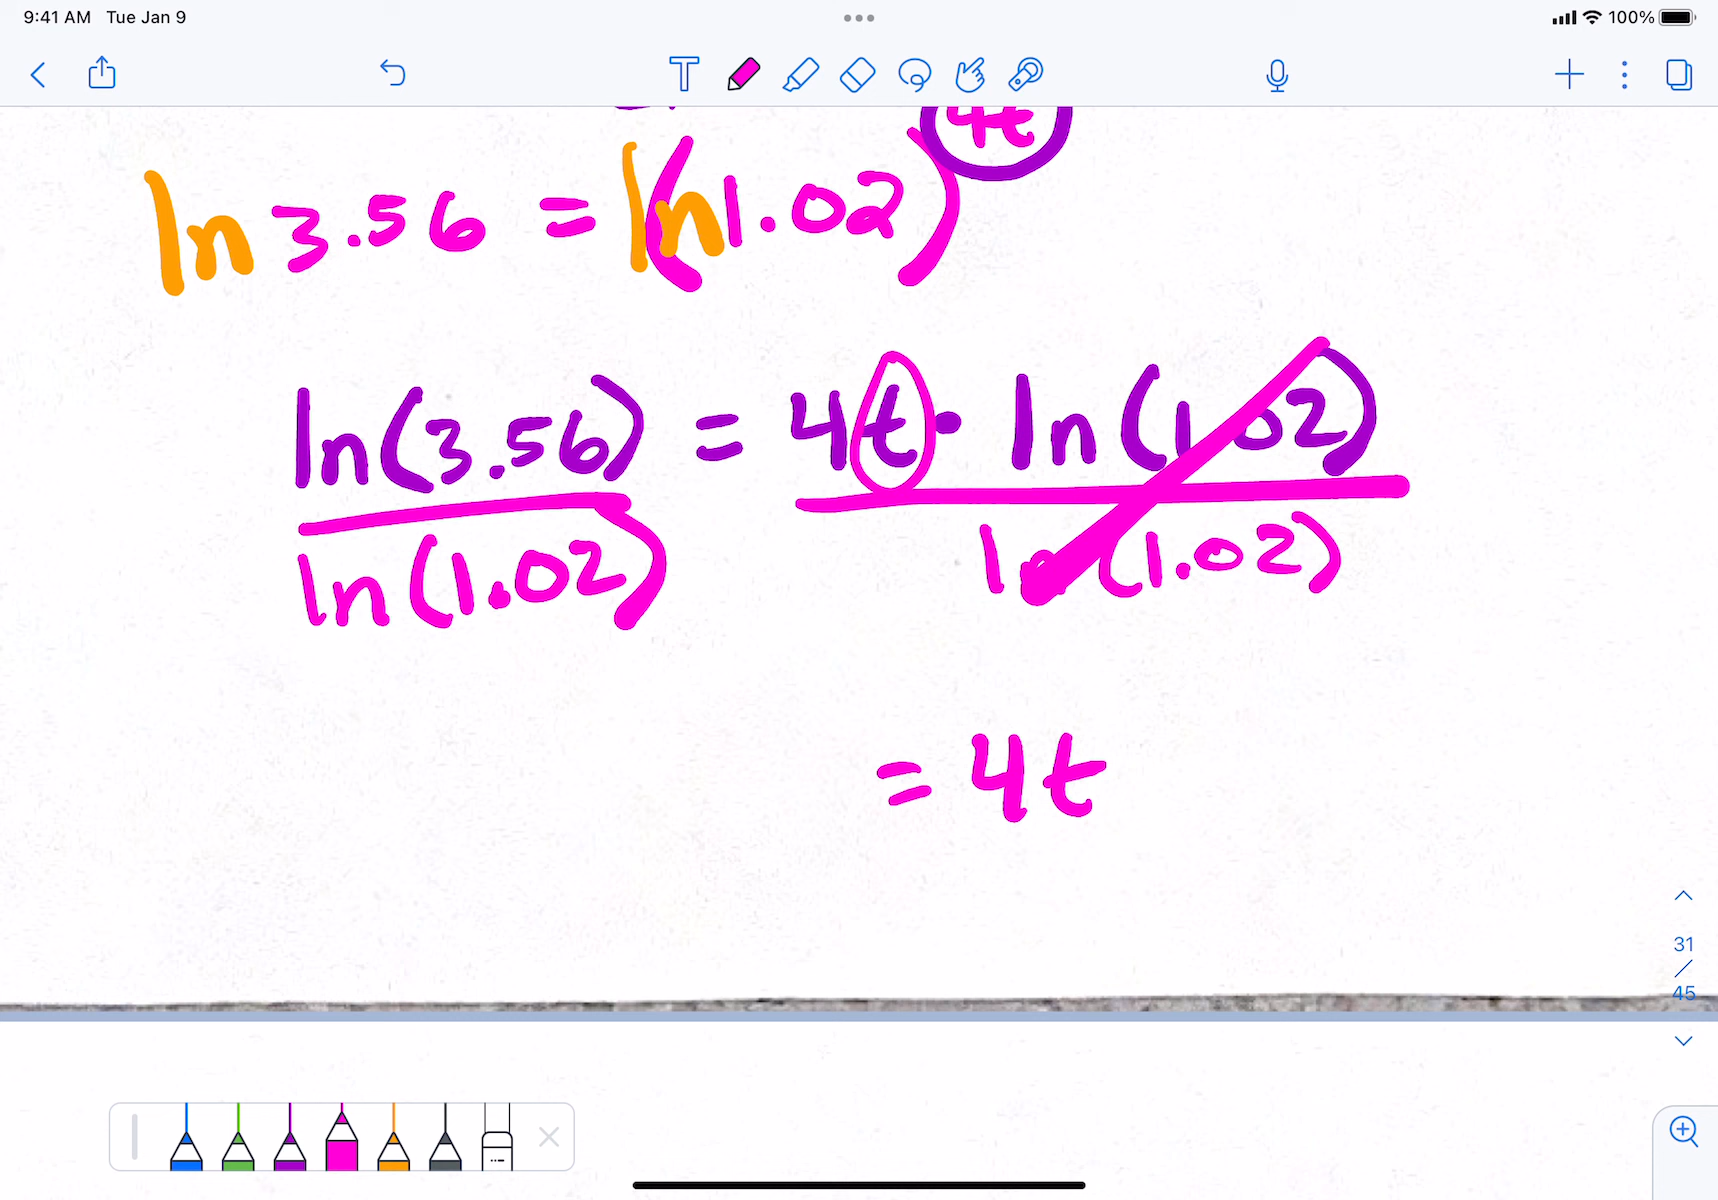 9:41 AM Tue Jan 9 100%
T
4t
ln 3.56 = ln(1.02)
ln(3.56) = 4t · ln(1.02)
ln(1.02) ln(1.02)
= 4t
31
/
45